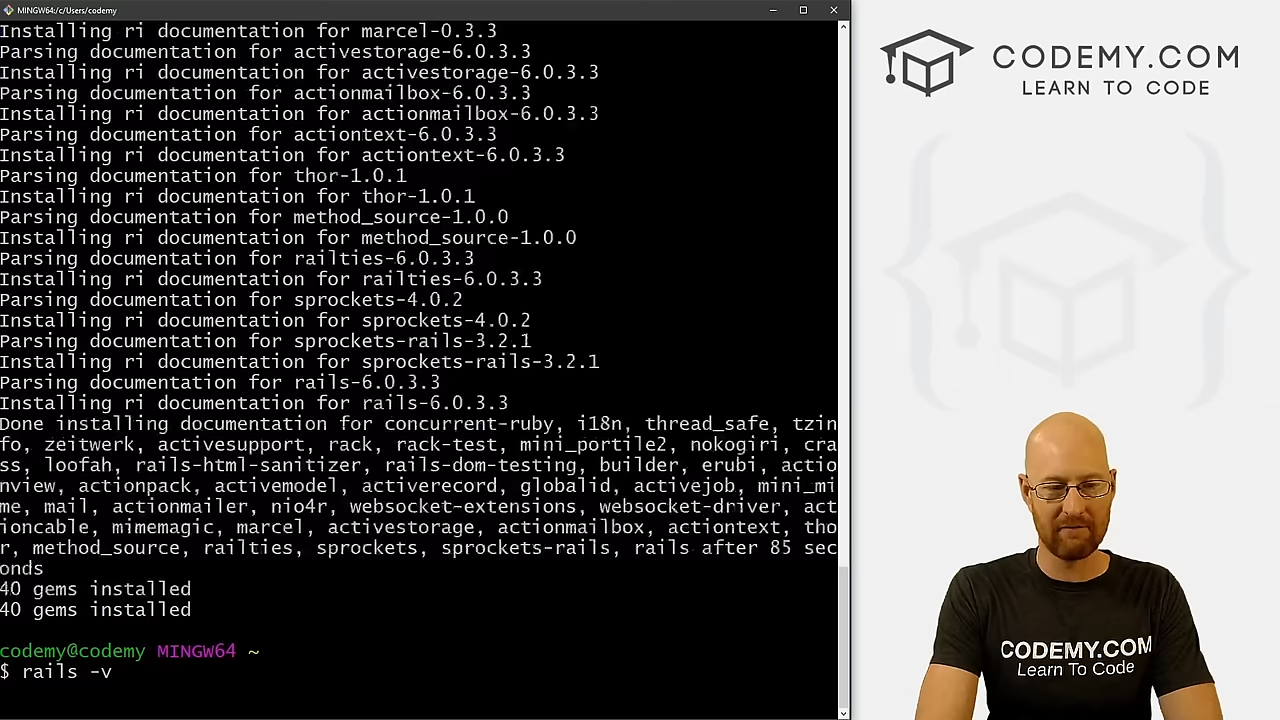 MINGW64:/c/Users/codemy
Installing ri documentation for marcel-0.3.3
Parsing documentation for activestorage-6.0.3.3
Installing ri documentation for activestorage-6.0.3.3
Parsing documentation for actionmailbox-6.0.3.3
Installing ri documentation for actionmailbox-6.0.3.3
Parsing documentation for actiontext-6.0.3.3
Installing ri documentation for actiontext-6.0.3.3
Parsing documentation for thor-1.0.1
Installing ri documentation for thor-1.0.1
Parsing documentation for method_source-1.0.0
Installing ri documentation for method_source-1.0.0
Parsing documentation for railties-6.0.3.3
Installing ri documentation for railties-6.0.3.3
Parsing documentation for sprockets-4.0.2
Installing ri documentation for sprockets-4.0.2
Parsing documentation for sprockets-rails-3.2.1
Installing ri documentation for sprockets-rails-3.2.1
Parsing documentation for rails-6.0.3.3
Installing ri documentation for rails-6.0.3.3
Done installing documentation for concurrent-ruby, i18n, thread_safe, tzin
fo, zeitwerk, activesupport, rack, rack-test, mini_portile2, nokogiri, cra
ss, loofah, rails-html-sanitizer, rails-dom-testing, builder, erubi, actio
nview, actionpack, activemodel, activerecord, globalid, activejob, mini_mi
me, mail, actionmailer, nio4r, websocket-extensions, websocket-driver, act
ioncable, mimemagic, marcel, activestorage, actionmailbox, actiontext, tho
r, method_source, railties, sprockets, sprockets-rails, rails after 85 sec
onds
40 gems installed
40 gems installed
codemy@codemy MINGW64 ~
$ rails -v
CODEMY.COM
LEARN TO CODE
CODEMY.COM
Learn To Code